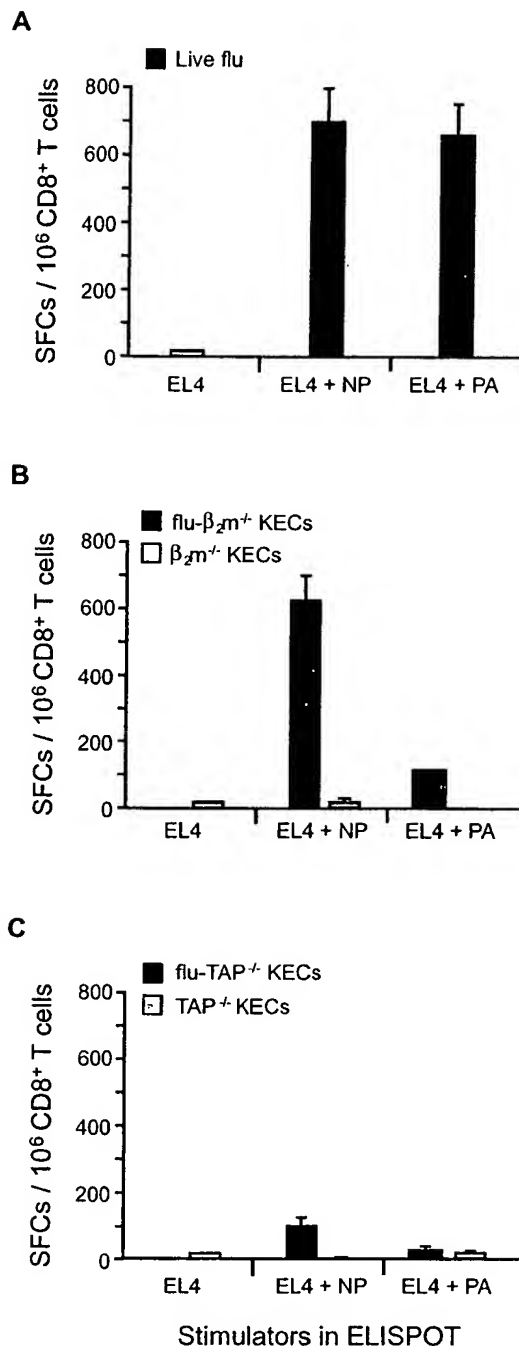 A
Live flu
SFCs / 10⁶ CD8⁺ T cells
800
600
400
200
0
EL4
EL4 + NP
EL4 + PA
B
flu-β₂m⁻/⁻ KECs
β₂m⁻/⁻ KECs
SFCs / 10⁶ CD8⁺ T cells
800
600
400
200
0
EL4
EL4 + NP
EL4 + PA
C
flu-TAP⁻/⁻ KECs
TAP⁻/⁻ KECs
SFCs / 10⁶ CD8⁺ T cells
800
600
400
200
0
EL4
EL4 + NP
EL4 + PA
Stimulators in ELISPOT